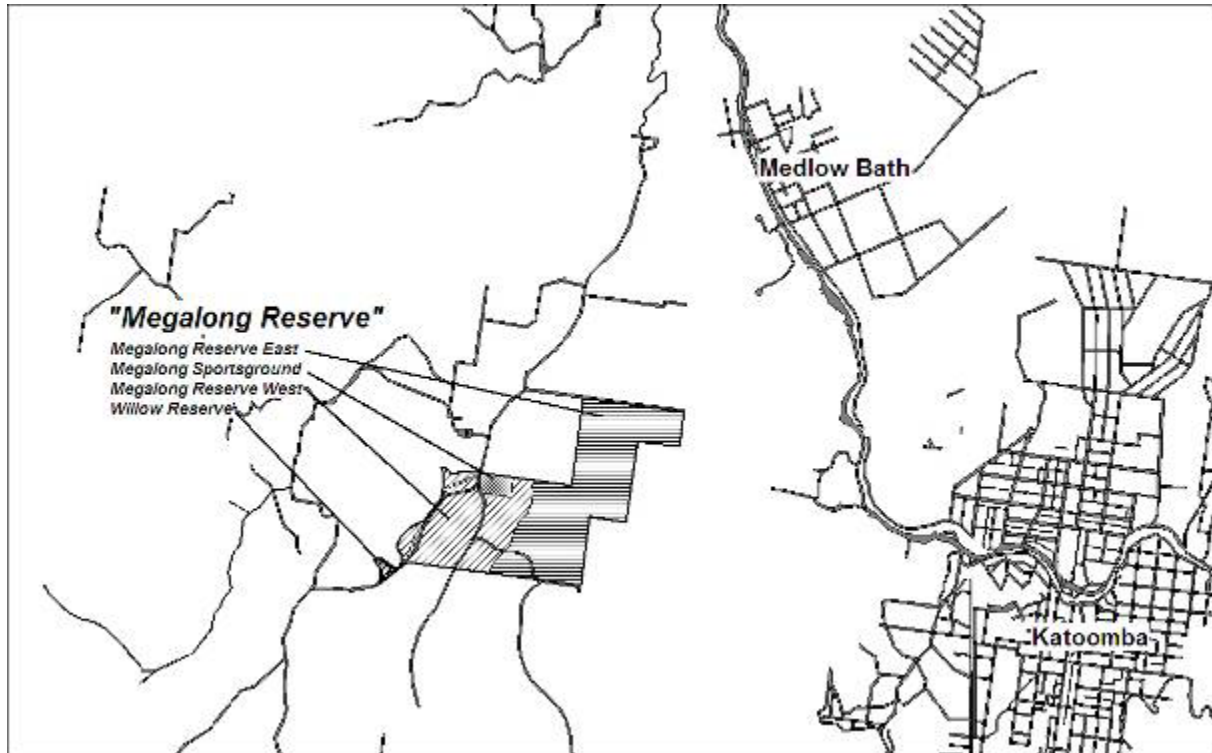 Medlow Bath
"Megalong Reserve"
Megalong Reserve East
Megalong Sportsground
Megalong Reserve West
Willow Reserve
Katoomba